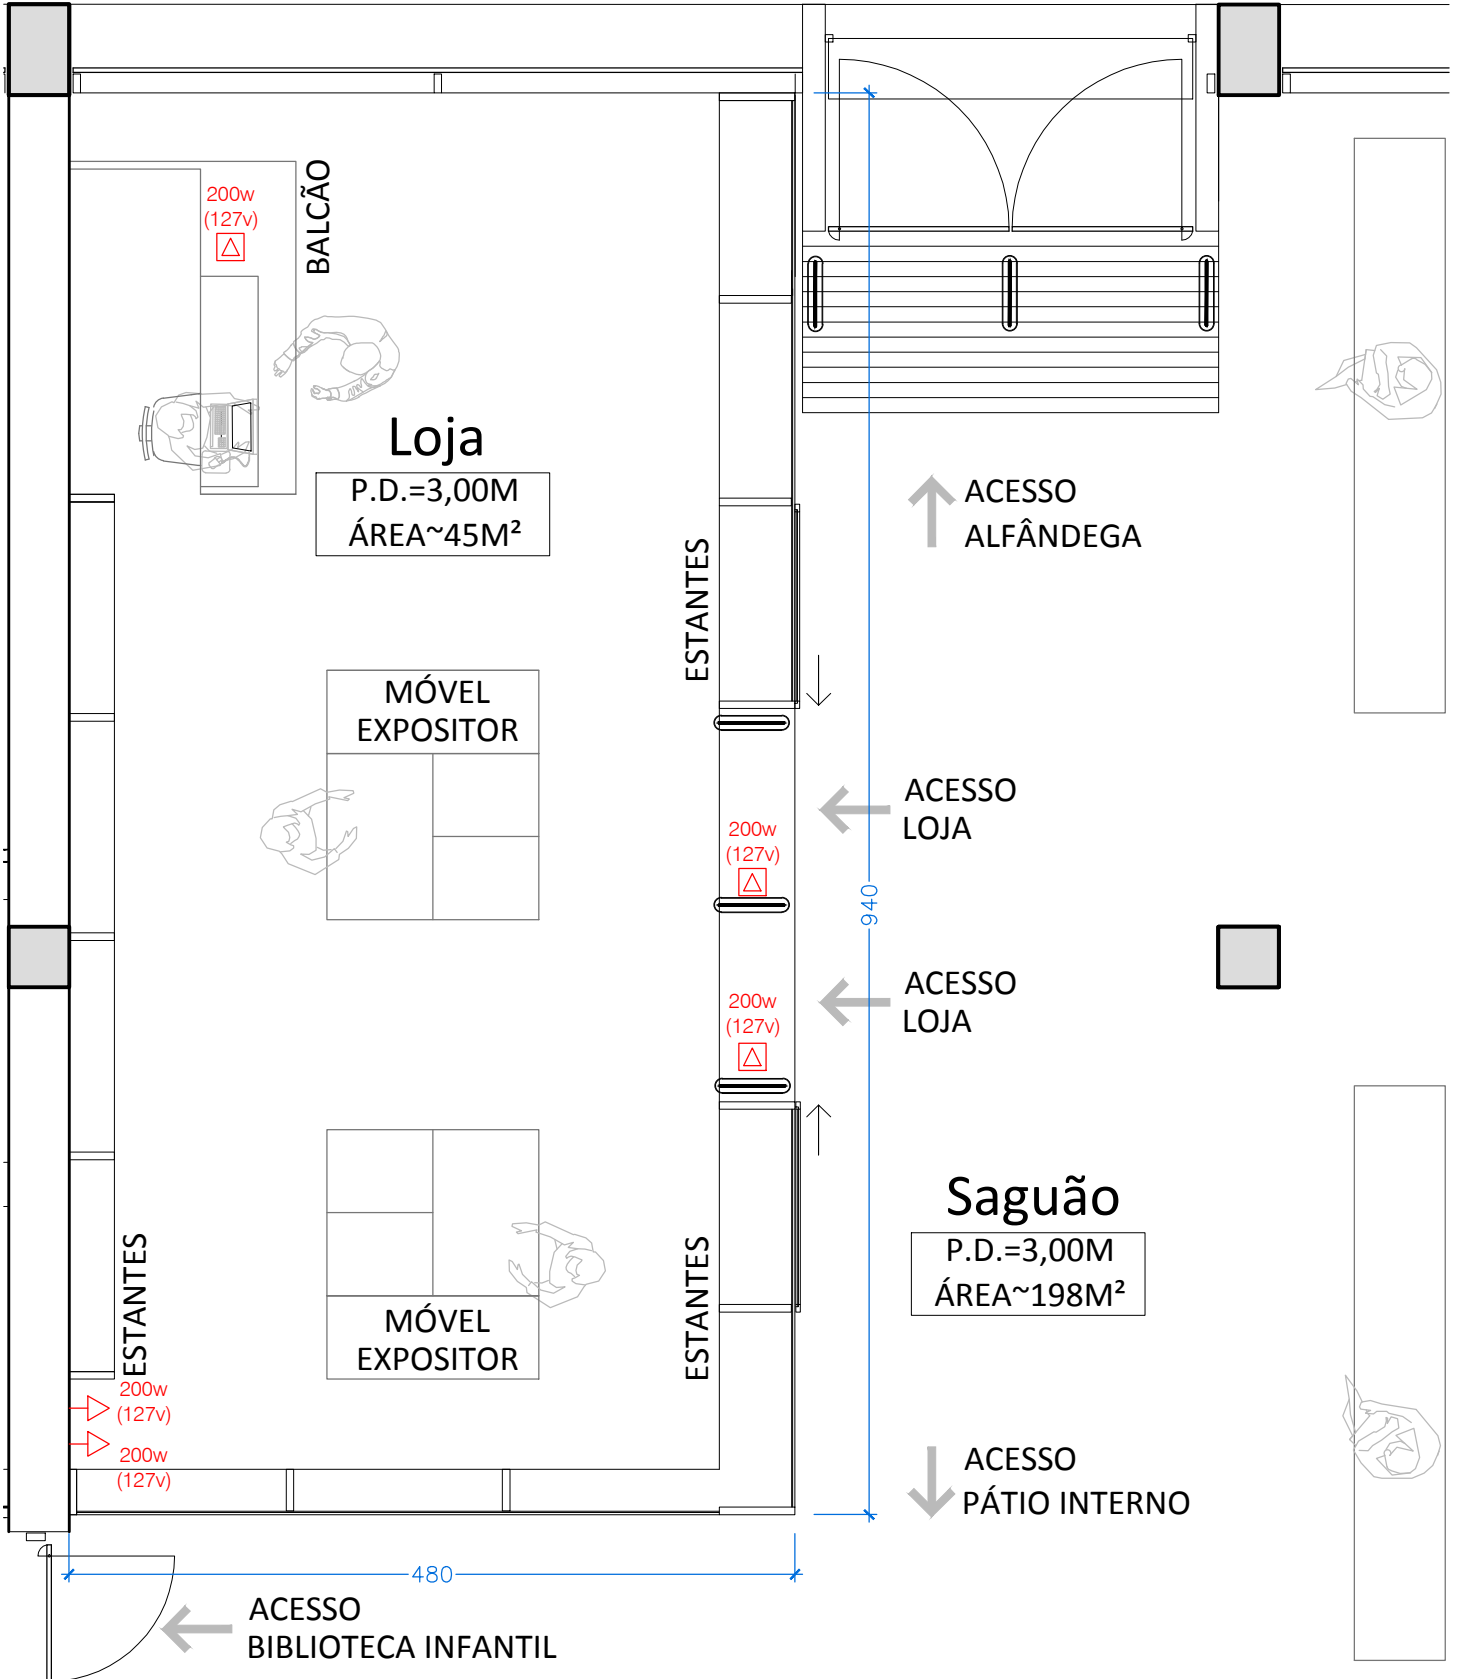 200w
(127v)
BALCÃO
Loja
P.D.=3,00M
ÁREA~45M²
ACESSO
ALFÂNDEGA
ESTANTES
MÓVEL
EXPOSITOR
ACESSO
LOJA
200w
(127v)
940
ACESSO
LOJA
200w
(127v)
Saguão
P.D.=3,00M
ÁREA~198M²
ESTANTES
ESTANTES
MÓVEL
EXPOSITOR
200w
(127v)
200w
(127v)
ACESSO
PÁTIO INTERNO
480
ACESSO
BIBLIOTECA INFANTIL